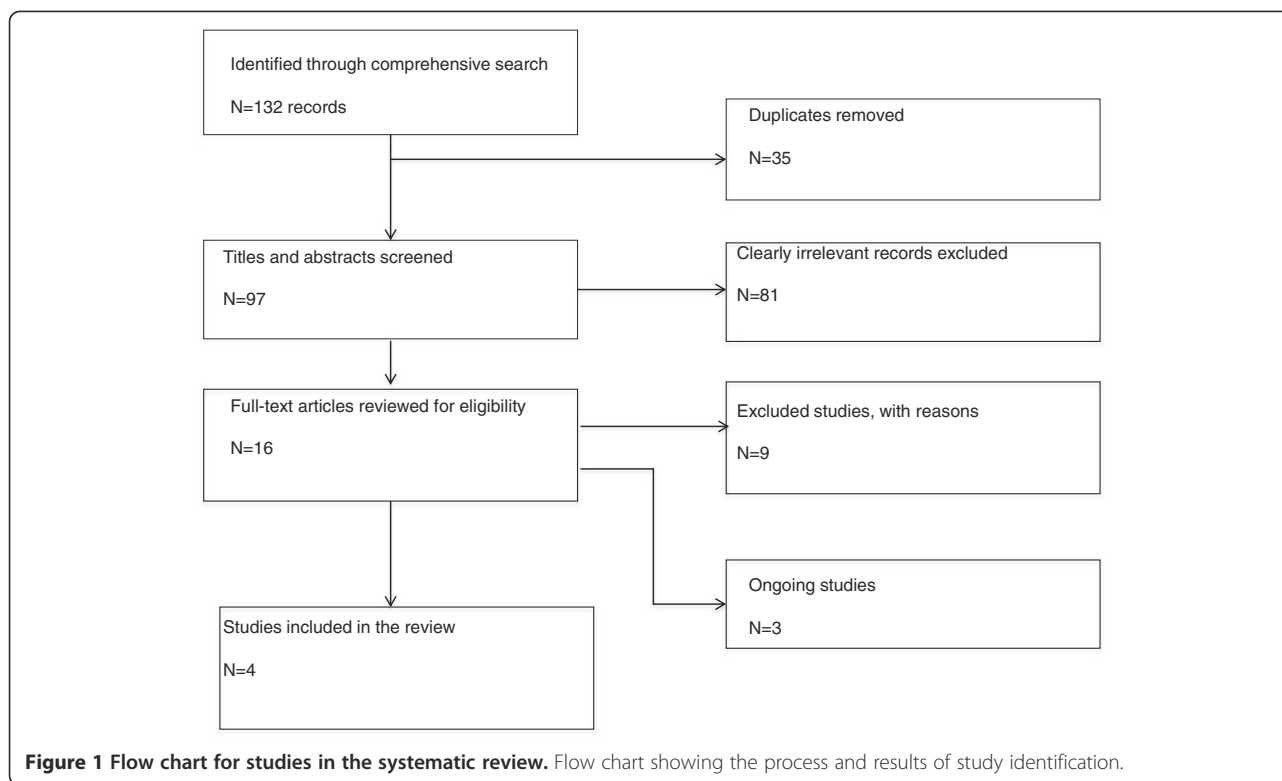 Identified through comprehensive search
N=132 records
Duplicates removed
N=35
Titles and abstracts screened
N=97
Clearly irrelevant records excluded
N=81
Full-text articles reviewed for eligibility
N=16
Excluded studies, with reasons
N=9
Ongoing studies
N=3
Studies included in the review
N=4
Figure 1 Flow chart for studies in the systematic review. Flow chart showing the process and results of study identification.